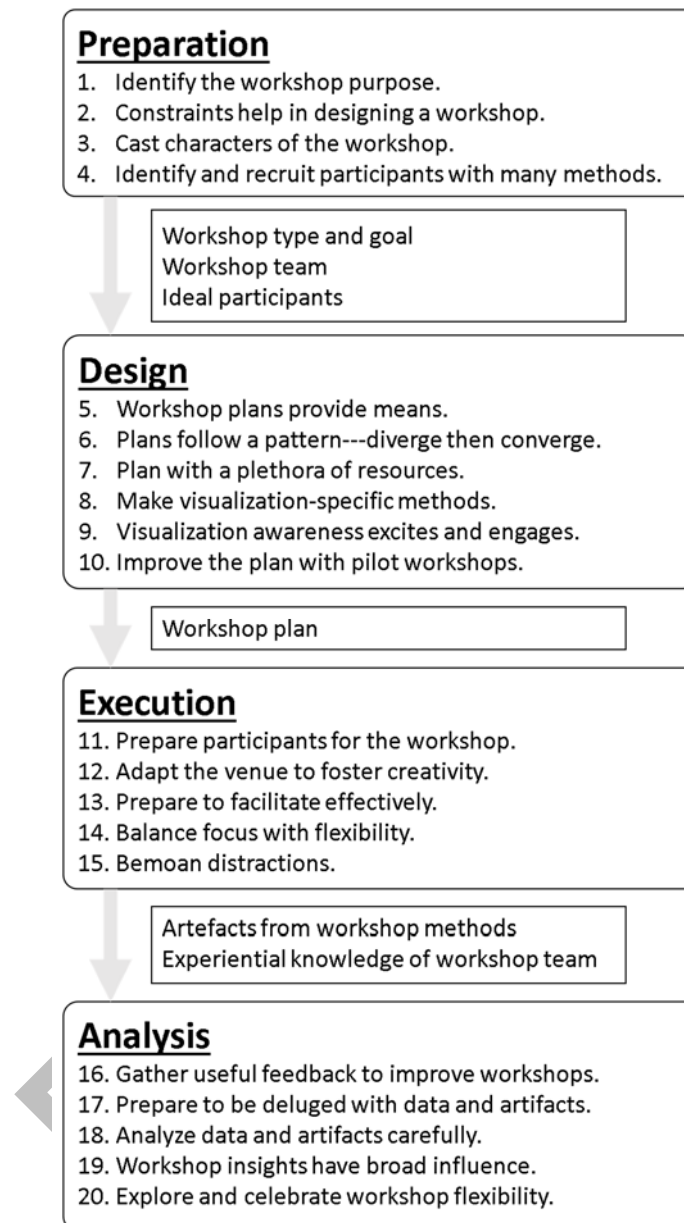 Preparation
1. Identify the workshop purpose.
2. Constraints help in designing a workshop.
3. Cast characters of the workshop.
4. Identify and recruit participants with many methods.
Workshop type and goal
Workshop team
Ideal participants
Design
5. Workshop plans provide means.
6. Plans follow a pattern---diverge then converge.
7. Plan with a plethora of resources.
8. Make visualization-specific methods.
9. Visualization awareness excites and engages.
10. Improve the plan with pilot workshops.
Workshop plan
Execution
11. Prepare participants for the workshop.
12. Adapt the venue to foster creativity.
13. Prepare to facilitate effectively.
14. Balance focus with flexibility.
15. Bemoan distractions.
Artefacts from workshop methods
Experiential knowledge of workshop team
Analysis
16. Gather useful feedback to improve workshops.
17. Prepare to be deluged with data and artifacts.
18. Analyze data and artifacts carefully.
19. Workshop insights have broad influence.
20. Explore and celebrate workshop flexibility.